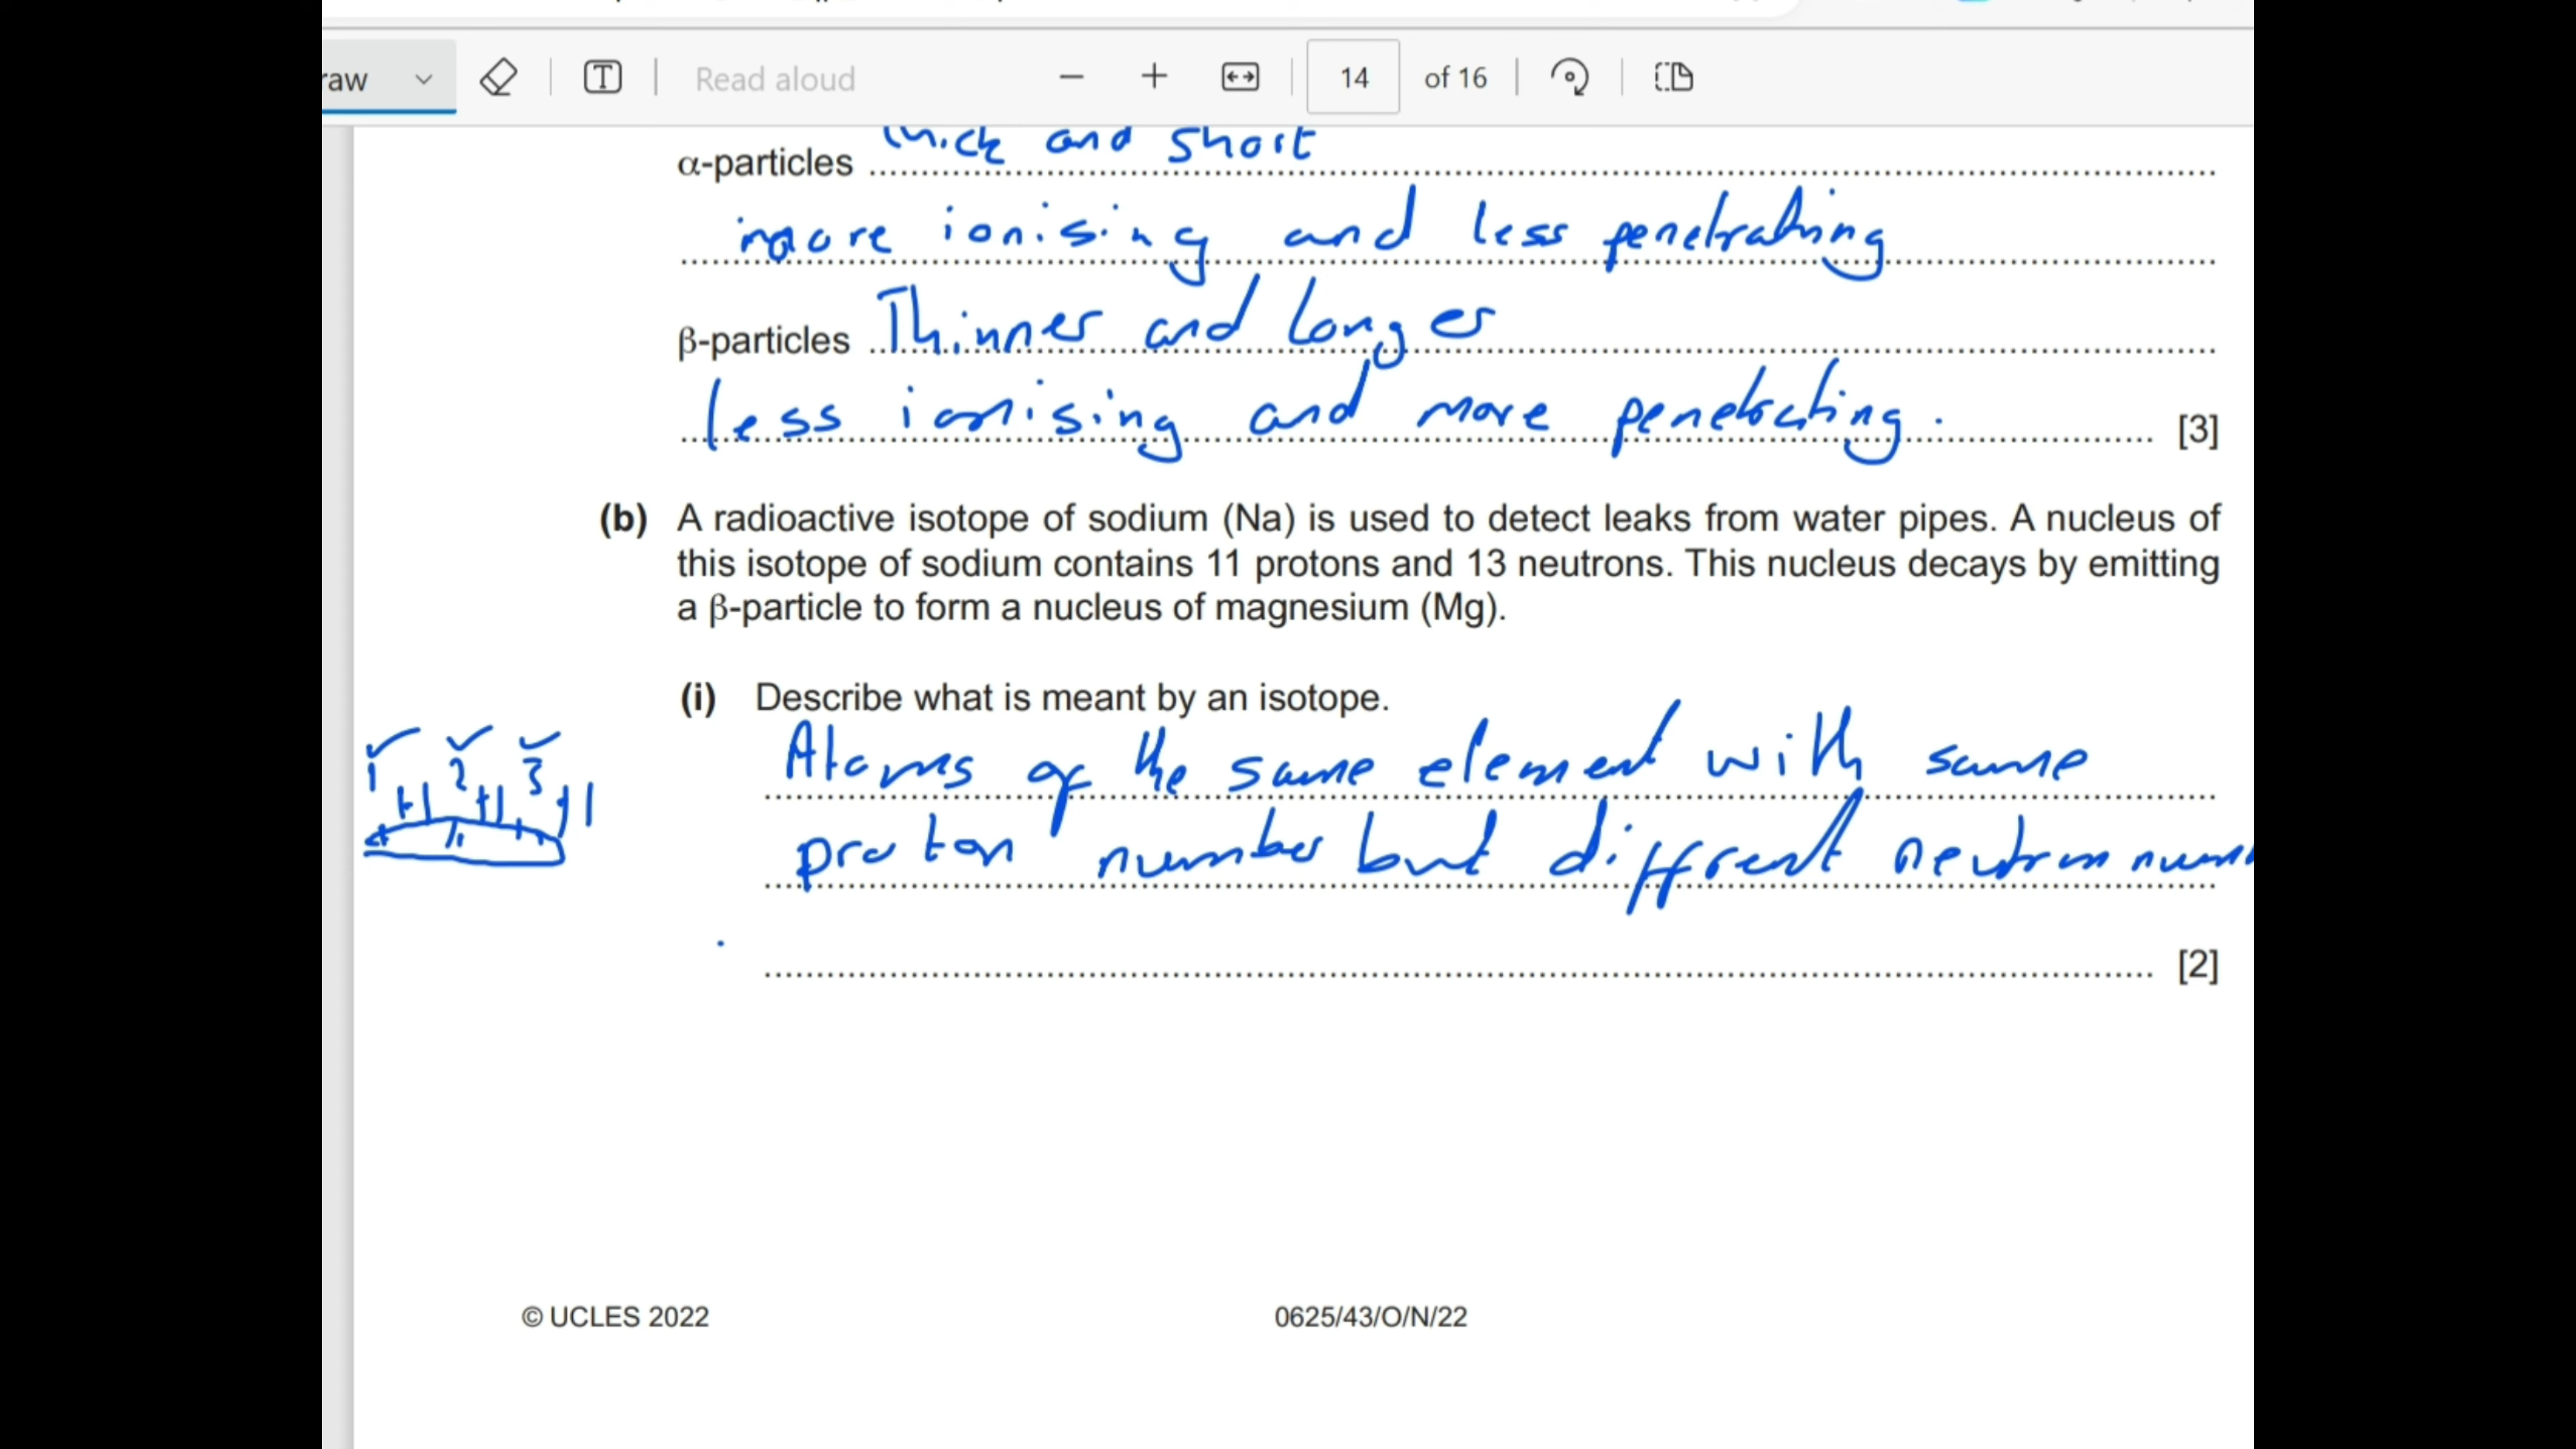 raw
Read aloud
14 of 16
α-particles thick and short
more ionising and less penetrating
β-particles Thinner and longer
less ionising and more penetrating. [3]
(b) A radioactive isotope of sodium (Na) is used to detect leaks from water pipes. A nucleus of
this isotope of sodium contains 11 protons and 13 neutrons. This nucleus decays by emitting
a β-particle to form a nucleus of magnesium (Mg).
(i) Describe what is meant by an isotope.
Atoms of the same element with same
1 2 3
proton number but different neutron num
[2]
© UCLES 2022 0625/43/O/N/22